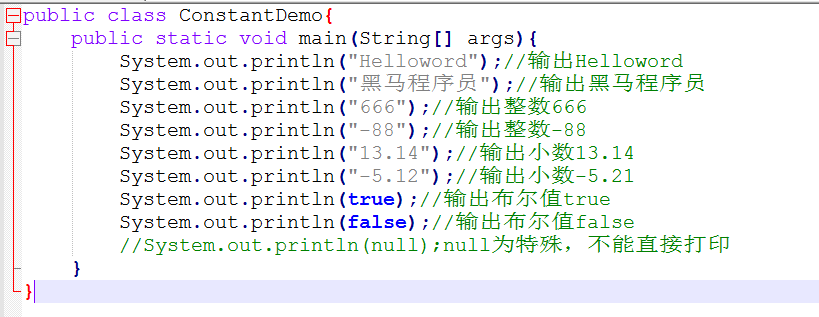 public class ConstantDemo{
public static void main(String[] args){
System.out.println("Helloword");//输出Helloword
System.out.println("黑马程序员");//输出黑马程序员
System.out.println("666");//输出整数666
System.out.println("-88");//输出整数-88
System.out.println("13.14");//输出小数13.14
System.out.println("-5.12");//输出小数-5.21
System.out.println(true);//输出布尔值true
System.out.println(false);//输出布尔值false
//System.out.println(null);null为特殊，不能直接打印
}
}